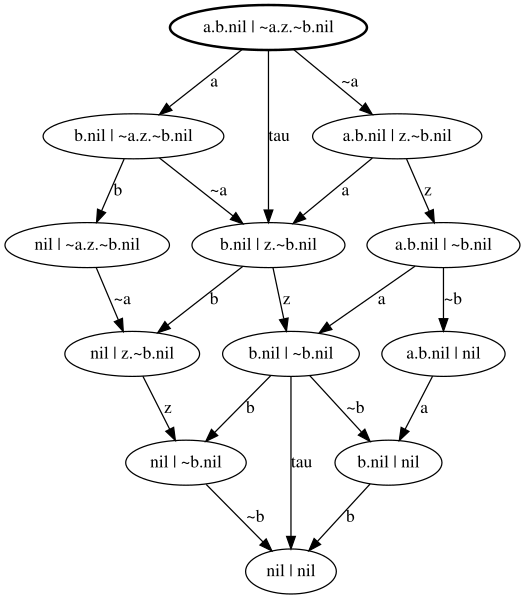 a.b.nil | ~a.z.~b.nil
a
~a
b.nil | ~a.z.~b.nil
tau
a.b.nil | z.~b.nil
b
~a
a
z
nil | ~a.z.~b.nil
b.nil | z.~b.nil
a.b.nil | ~b.nil
~a
b
z
a
~b
nil | z.~b.nil
b.nil | ~b.nil
a.b.nil | nil
z
b
~b
a
nil | ~b.nil
tau
b.nil | nil
~b
b
nil | nil